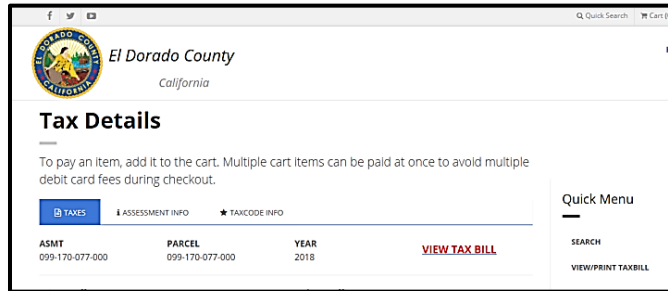 Quick Search Cart
EL DORADO COUNTY
CALIFORNIA
El Dorado County
California
Tax Details
To pay an item, add it to the cart. Multiple cart items can be paid at once to avoid multiple
debit card fees during checkout.
TAXES ASSESSMENT INFO TAXCODE INFO
Quick Menu
ASMT PARCEL YEAR
099-170-077-000 099-170-077-000 2018
VIEW TAX BILL
SEARCH
VIEW/PRINT TAXBILL